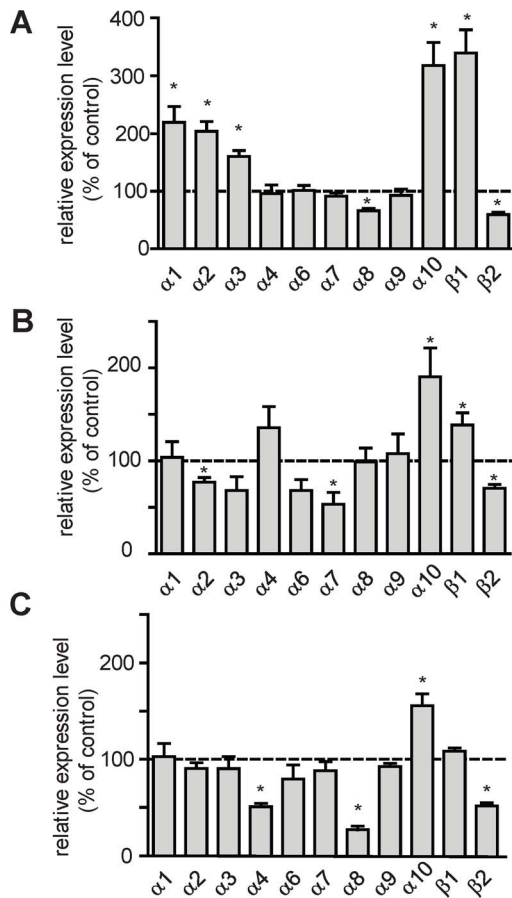 A
relative expression level
(% of control)
400
300
200
100
0
*
*
*
*
*
*
*
α1 α2 α3 α4 α6 α7 α8 α9 α10 β1 β2
B
relative expression level
(% of control)
200
100
0
*
*
*
*
*
α1 α2 α3 α4 α6 α7 α8 α9 α10 β1 β2
C
relative expression level
(% of control)
200
100
0
*
*
*
*
α1 α2 α3 α4 α6 α7 α8 α9 α10 β1 β2